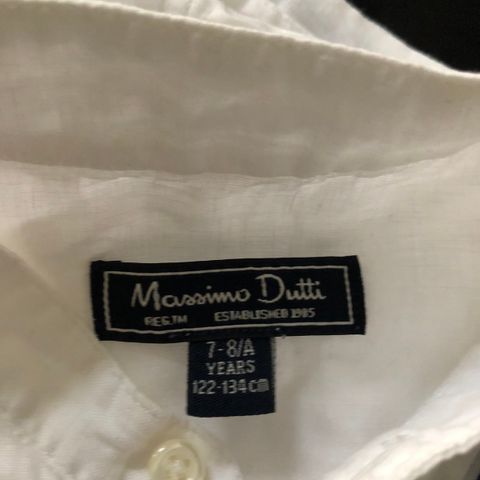 Massimo Dutti
REG.TM ESTABLISHED 1985
7-8/A
YEARS
122-134cm